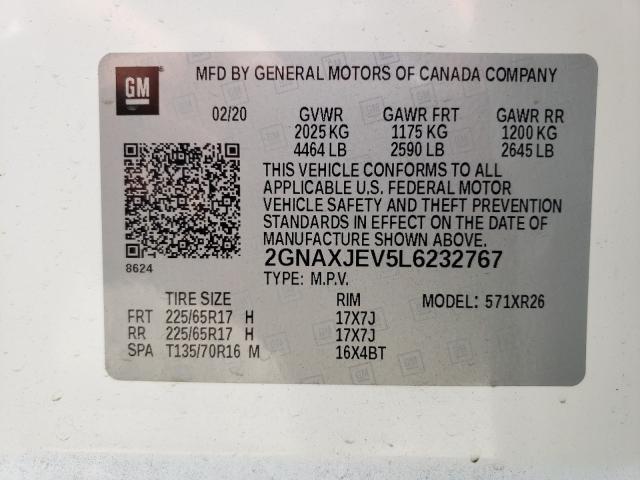 GM
MFD BY GENERAL MOTORS OF CANADA COMPANY
02/20 GVWR GAWR FRT GAWR RR
2025 KG 1175 KG 1200 KG
4464 LB 2590 LB 2645 LB
THIS VEHICLE CONFORMS TO ALL
APPLICABLE U.S. FEDERAL MOTOR
VEHICLE SAFETY AND THEFT PREVENTION
STANDARDS IN EFFECT ON THE DATE OF
MANUFACTURE SHOWN ABOVE.
8624
2GNAXJEV5L6232767
TYPE: M.P.V.
TIRE SIZE RIM MODEL: 571XR26
FRT 225/65R17 H 17X7J
RR 225/65R17 H 17X7J
SPA T135/70R16 M 16X4BT